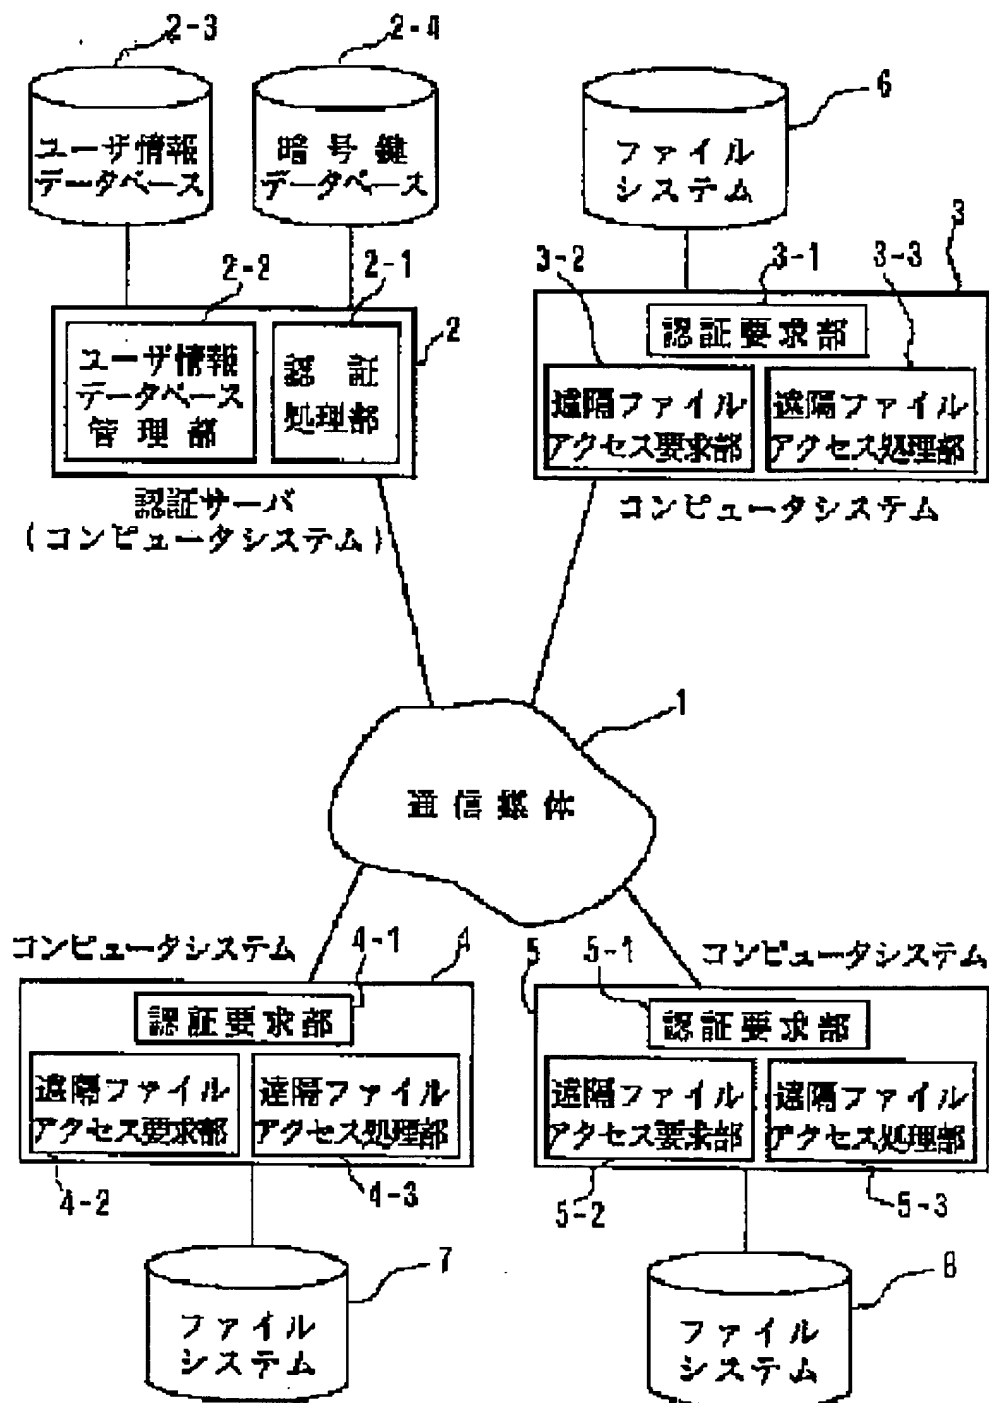 2-3
2-4
6
ユーザ情報
データベース
暗号鍵
データベース
ファイル
システム
2-2
2-1
2
3-2
3-1
3-3
3
ユーザ情報
データベース
管理部
認証
処理部
認証要求部
遠隔ファイル
アクセス要求部
遠隔ファイル
アクセス処理部
認証サーバ
(コンピュータシステム)
コンピュータシステム
1
通信媒体
コンピュータシステム
4-1
4
5
5-1
コンピュータシステム
認証要求部
認証要求部
遠隔ファイル
アクセス要求部
遠隔ファイル
アクセス処理部
遠隔ファイル
アクセス要求部
遠隔ファイル
アクセス処理部
4-2
4-3
5-2
5-3
7
8
ファイル
システム
ファイル
システム